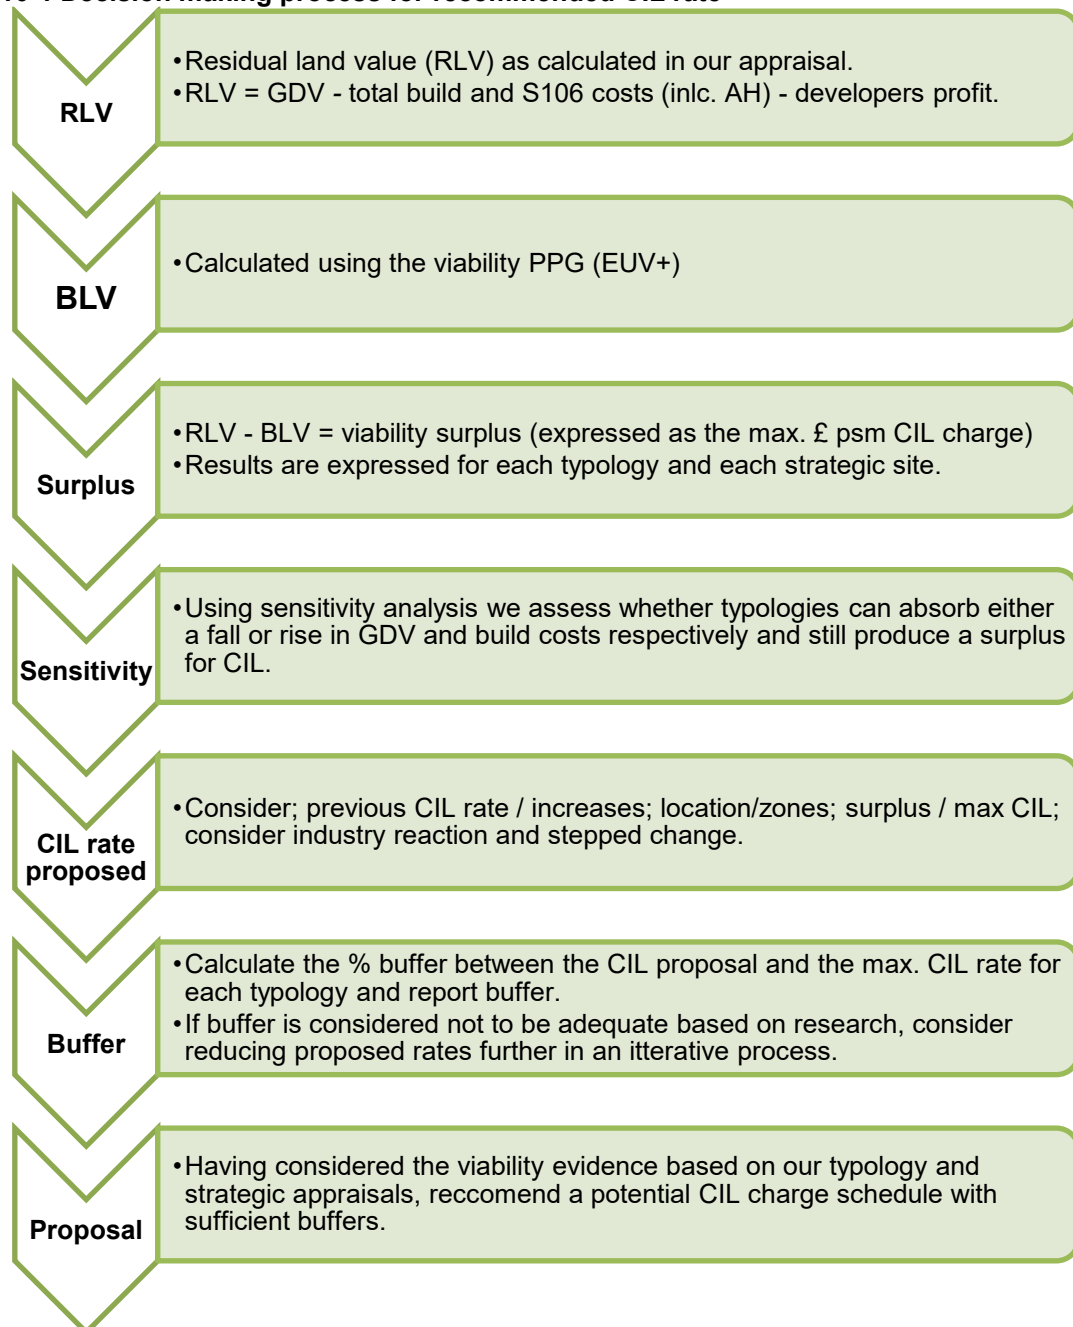 Decision making process for recommended CIL rate
RLV
•Residual land value (RLV) as calculated in our appraisal.
•RLV = GDV - total build and S106 costs (inlc. AH) - developers profit.
BLV
•Calculated using the viability PPG (EUV+)
Surplus
•RLV - BLV = viability surplus (expressed as the max. £ psm CIL charge)
•Results are expressed for each typology and each strategic site.
Sensitivity
•Using sensitivity analysis we assess whether typologies can absorb either
a fall or rise in GDV and build costs respectively and still produce a surplus
for CIL.
CIL rate
proposed
•Consider; previous CIL rate / increases; location/zones; surplus / max CIL;
consider industry reaction and stepped change.
Buffer
•Calculate the % buffer between the CIL proposal and the max. CIL rate for
each typology and report buffer.
•If buffer is considered not to be adequate based on research, consider
reducing proposed rates further in an itterative process.
Proposal
•Having considered the viability evidence based on our typology and
strategic appraisals, reccomend a potential CIL charge schedule with
sufficient buffers.